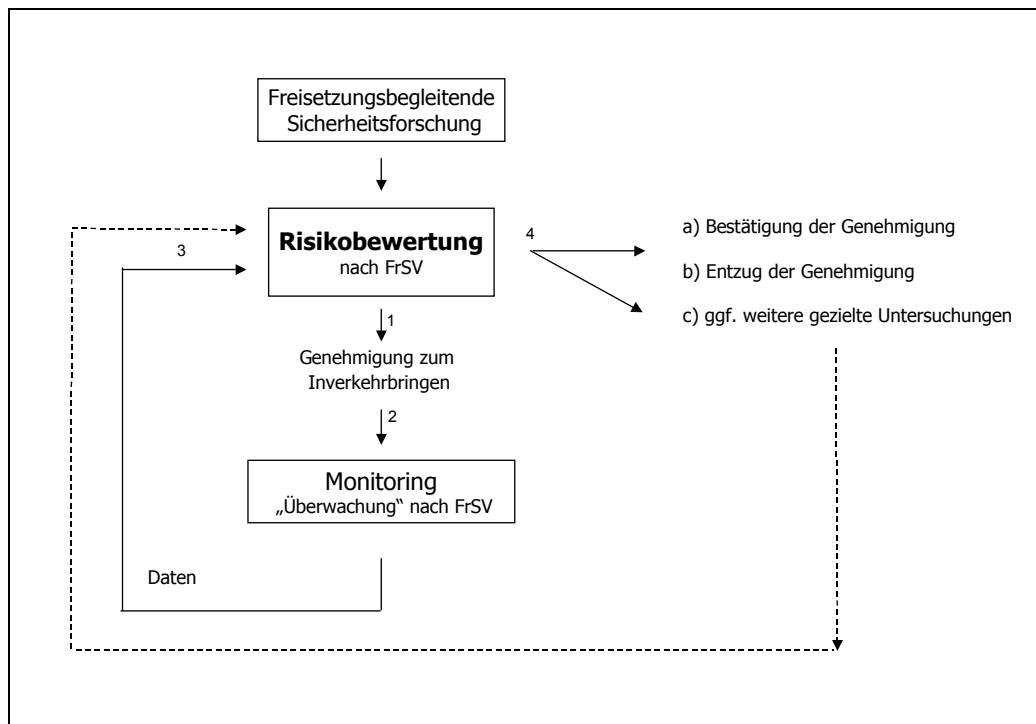 Freisetzungsbegleitende
Sicherheitsforschung
Risikobewertung
nach FrSV
3
4
a) Bestätigung der Genehmigung
b) Entzug der Genehmigung
c) ggf. weitere gezielte Untersuchungen
1
Genehmigung zum
Inverkehrbringen
2
Monitoring
„Überwachung“ nach FrSV
Daten